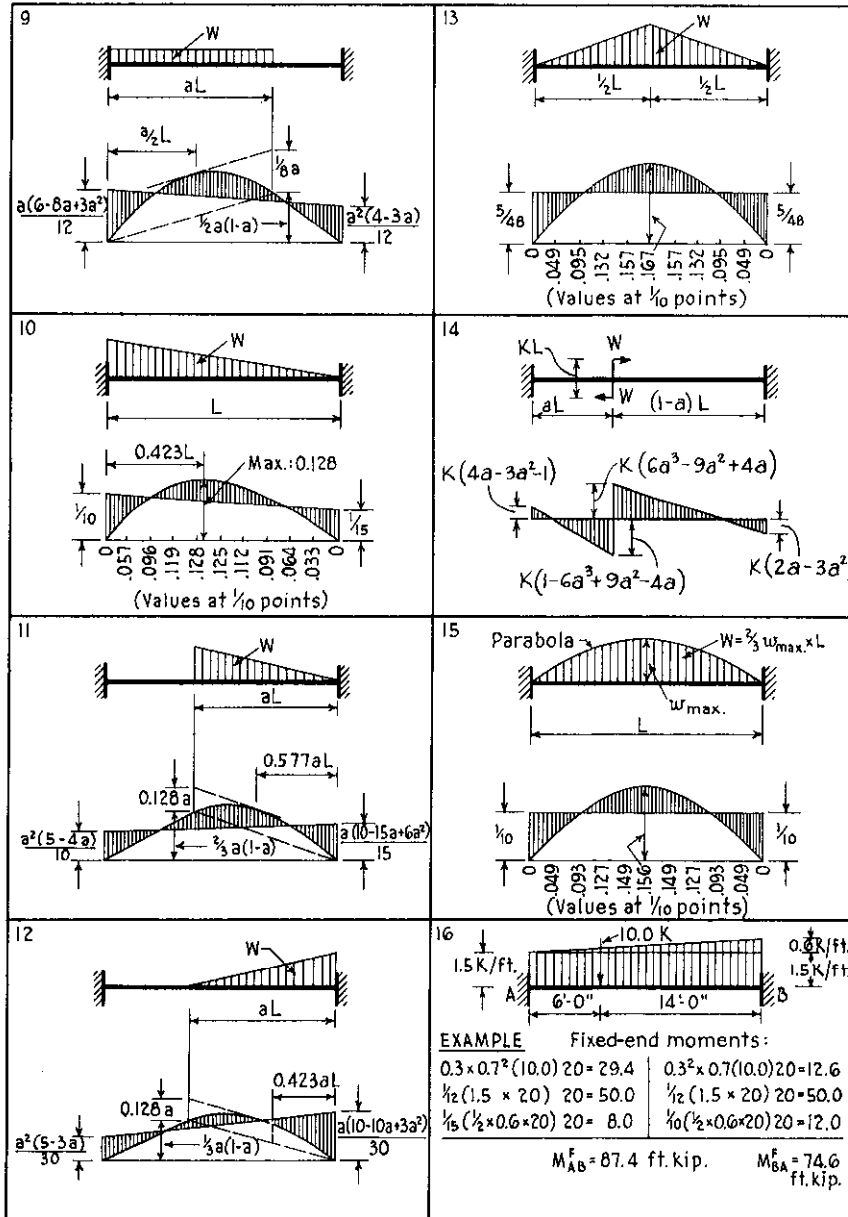 9
W
aL
a/2 L
1/8 a
a(6-8a+3a²)/12
1/2 a(1-a)
a²(4-3a)/12
10
W
L
0.423L
Max.:0.128
1/10
1/15
0 .057 .096 .119 .128 .125 .112 .091 .064 .033 0
(Values at 1/10 points)
11
W
aL
0.577aL
0.128a
a²(5-4a)/10
2/3 a(1-a)
a(10-15a+6a²)/15
12
W
aL
0.423aL
0.128a
a²(5-3a)/30
1/3 a(1-a)
a(10-10a+3a²)/30
13
W
1/2 L
1/2 L
5/48
5/48
0 .049 .095 .132 .157 .167 .157 .132 .095 .049 0
(Values at 1/10 points)
14
KL
W
W
aL
(1-a)L
K(4a-3a²-1)
K(6a³-9a²+4a)
K(1-6a³+9a²-4a)
K(2a-3a²
15
Parabola
W=2/3 w max. × L
w max.
L
1/10
1/10
0 .049 .093 .127 .149 .156 .149 .127 .093 .049 0
(Values at 1/10 points)
16
10.0 K
0.6K/ft.
1.5K/ft.
1.5K/ft.
A
B
6'-0"
14'-0"
EXAMPLE Fixed-end moments:
0.3×0.7²(10.0)20=29.4
0.3²×0.7(10.0)20=12.6
1/12(1.5 × 20) 20=50.0
1/12(1.5 × 20)20=50.0
1/15(1/2×0.6×20) 20= 8.0
1/10(1/2×0.6×20)20=12.0
M^F_AB=87.4 ft.kip.
M^F_BA=74.6
ft.kip.